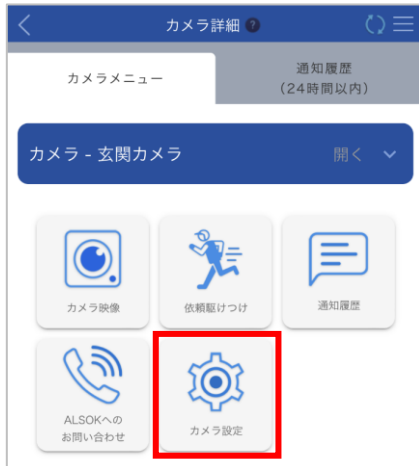 カメラ詳細 ?
カメラメニュー
通知履歴
(24時間以内)
カメラ - 玄関カメラ
開く
カメラ映像
依頼駆けつけ
通知履歴
ALSOKへの
お問い合わせ
カメラ設定